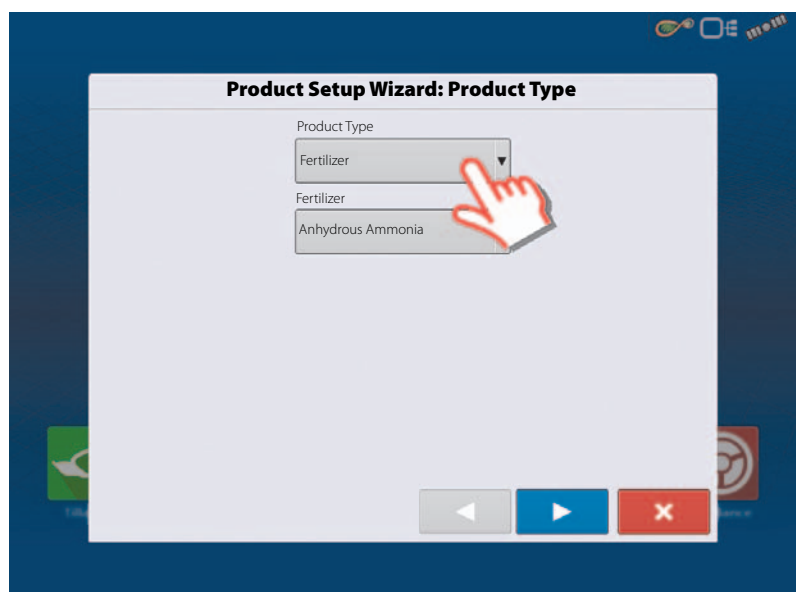 Product Setup Wizard: Product Type
Product Type
Fertilizer
Fertilizer
Anhydrous Ammonia